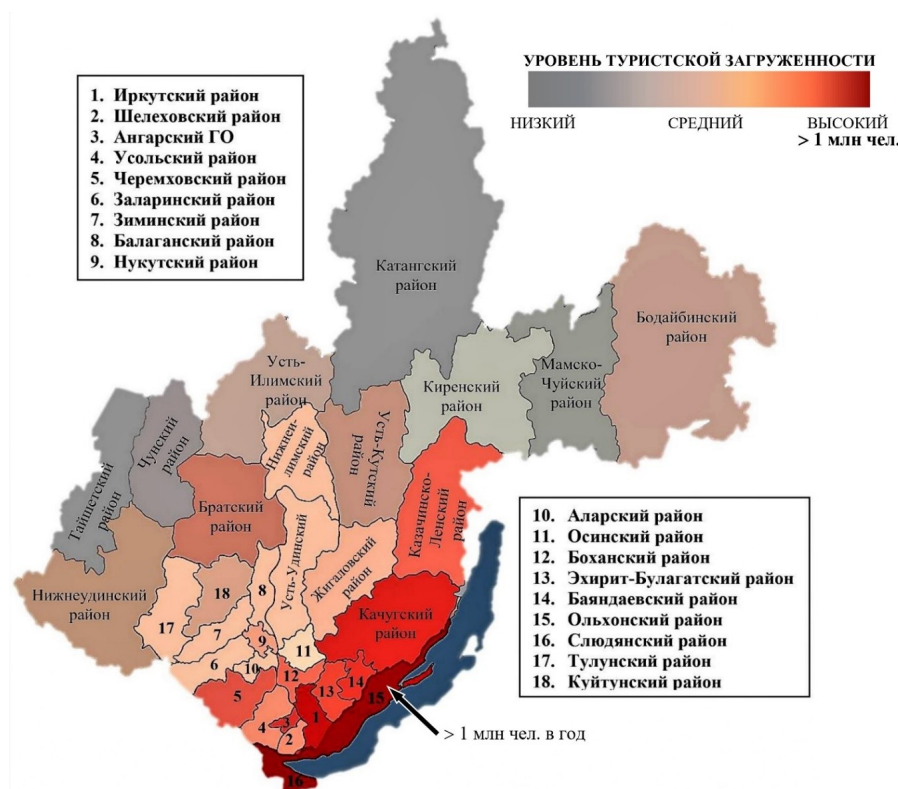 УРОВЕНЬ ТУРИСТСКОЙ ЗАГРУЖЕННОСТИ
НИЗКИЙ СРЕДНИЙ ВЫСОКИЙ
> 1 млн чел.
1. Иркутский район
2. Шелеховский район
3. Ангарский ГО
4. Усольский район
5. Черемховский район
6. Заларинский район
7. Зиминский район
8. Балаганский район
9. Нукутский район
Катангский
район
Бодайбинский
район
Усть-
Илимский
район
Киренский
район
Мамско-
Чуйский
район
Тайшетский
район
Чунский
район
Нижнеи-
лимский
район
Усть-Кутский
район
Братский
район
Казачинско-
Ленский
район
Нижнеудинский
район
Усть-Удинский
Жигаловский
район
Качугский
район
17
18
8
7
9
6
10
11
5
12
13
14
15
4
3
1
2
16
> 1 млн чел. в год
10. Аларский район
11. Осинский район
12. Боханский район
13. Эхирит-Булагатский район
14. Баяндаевский район
15. Ольхонский район
16. Слюдянский район
17. Тулунский район
18. Куйтунский район